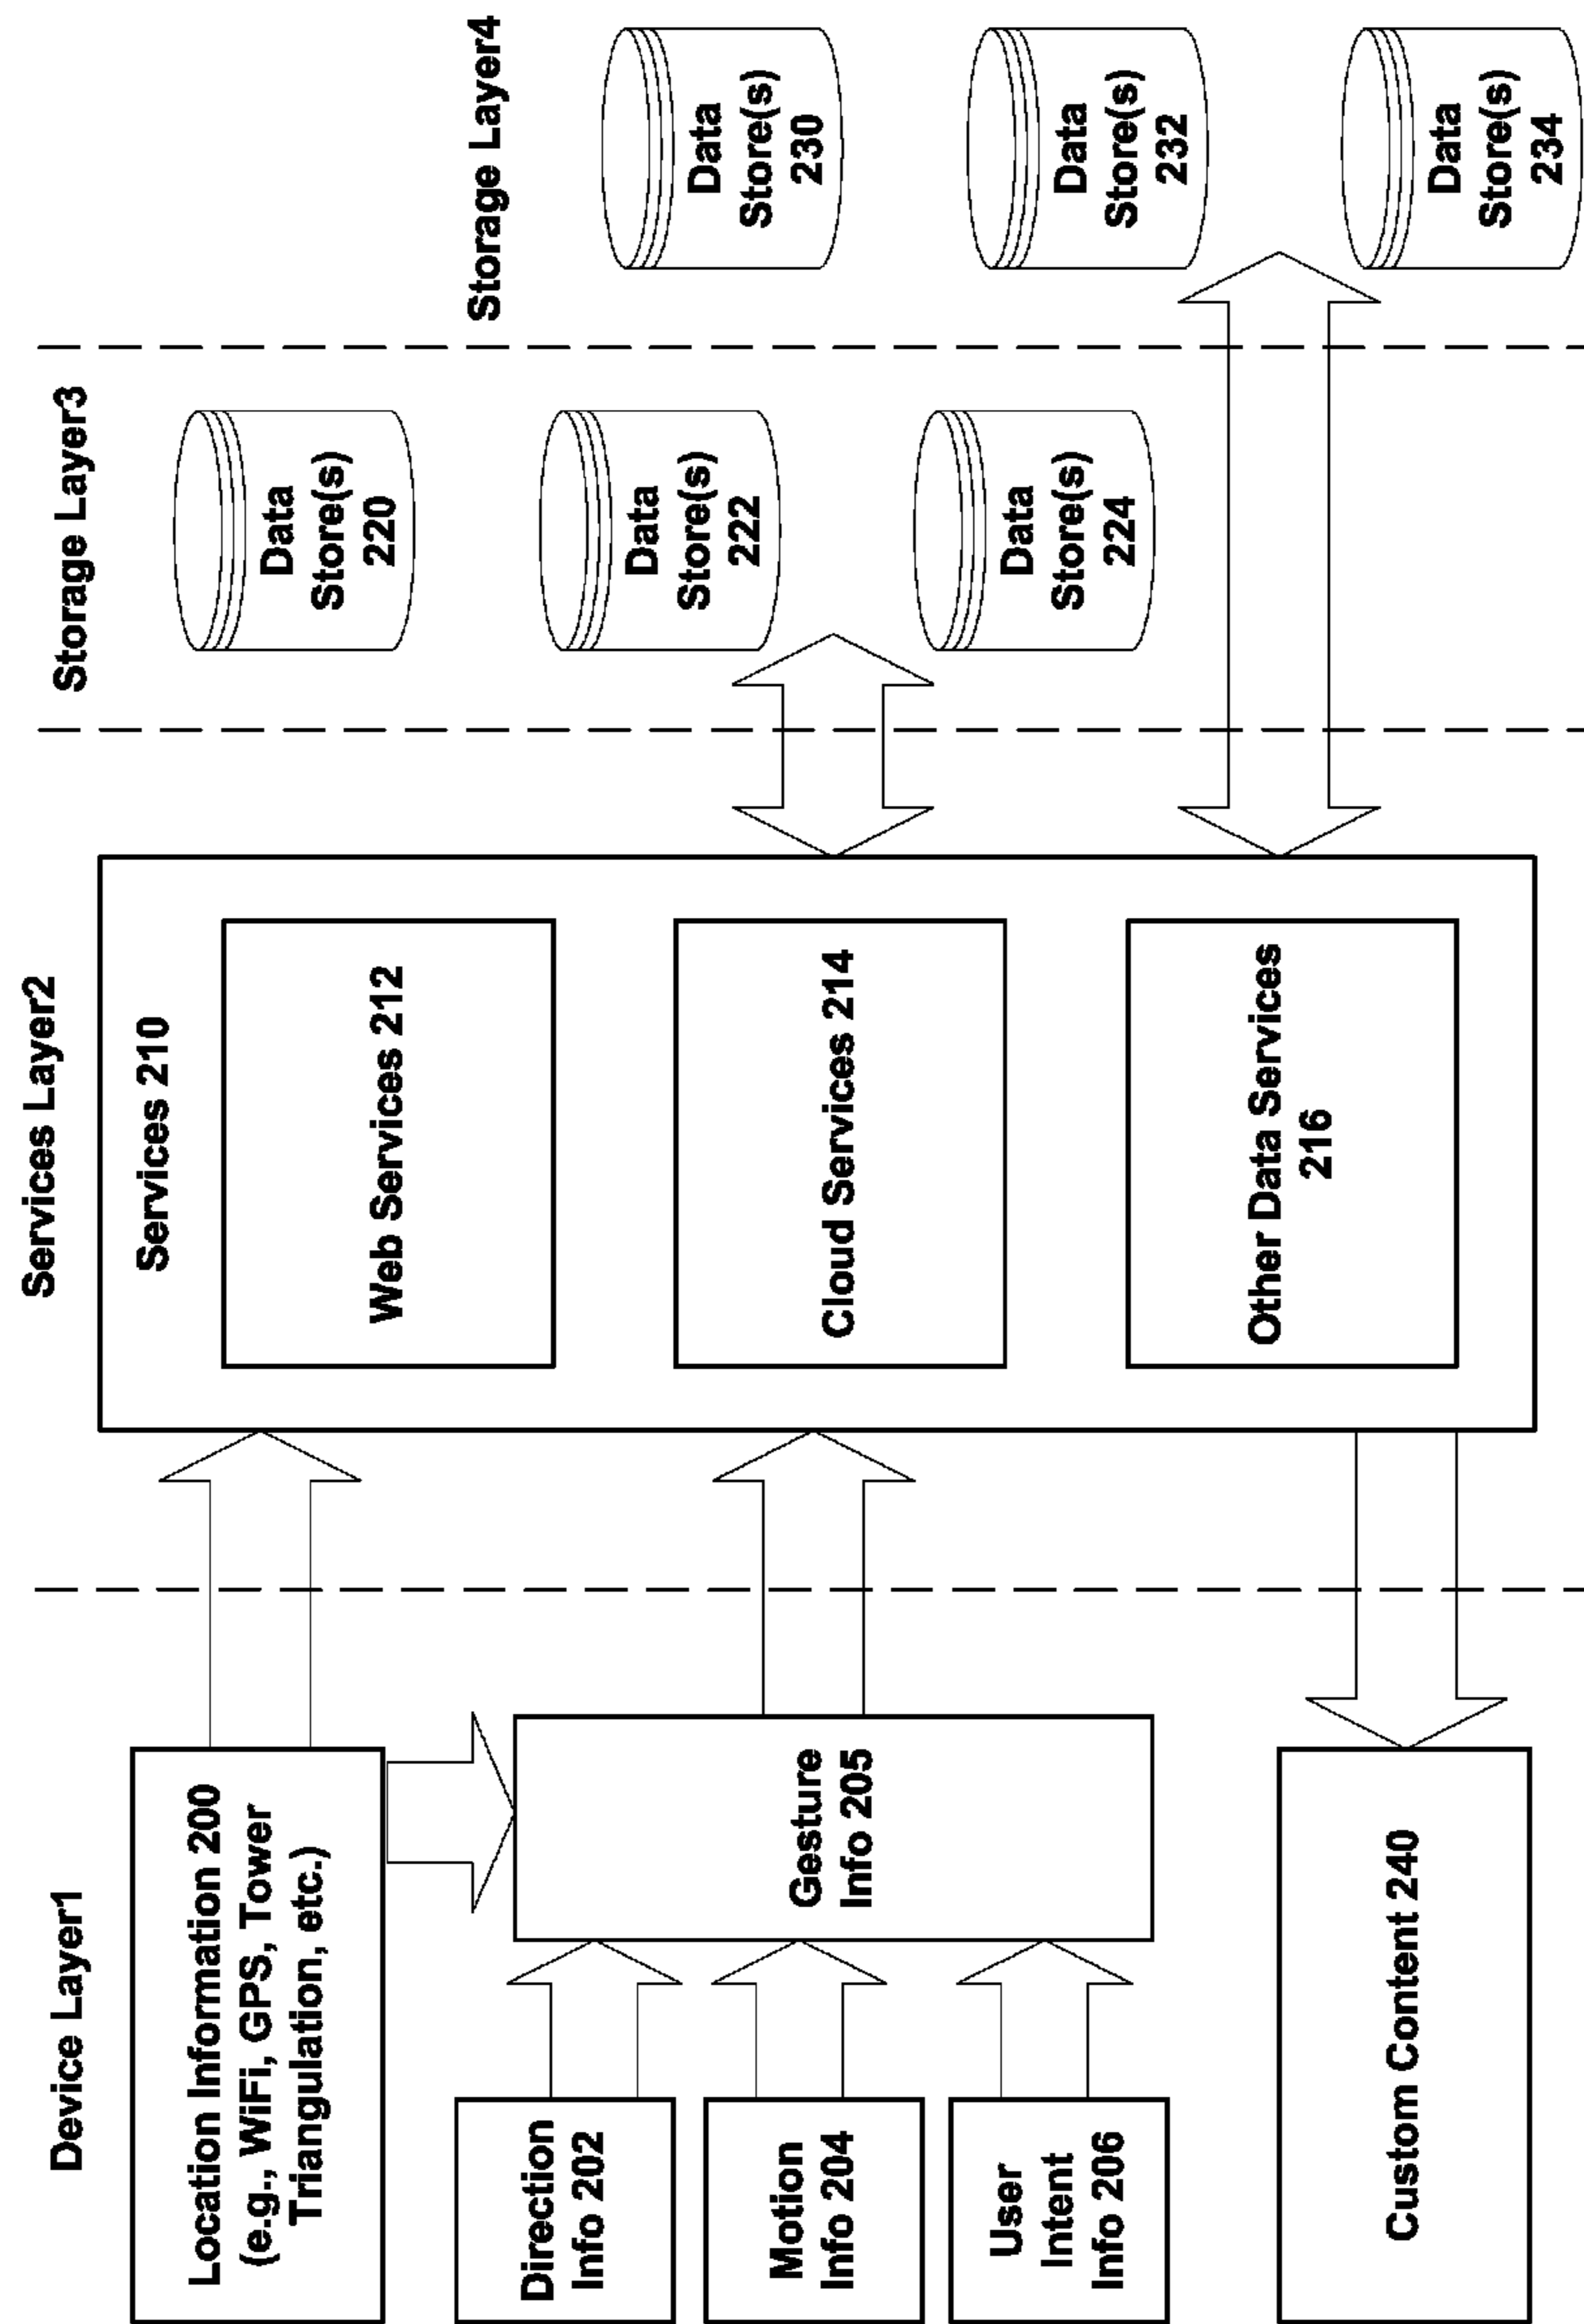 Device Layer1
Location Information 200
(e.g., WiFi, GPS, Tower
Triangulation, etc.)
Direction
Info 202
Motion
Info 204
User
Intent
Info 206
Gesture
Info 205
Custom Content 240
Services Layer2
Services 210
Web Services 212
Cloud Services 214
Other Data Services
216
Storage Layer3
Data
Store(s)
220
Data
Store(s)
222
Data
Store(s)
224
Storage Layer4
Data
Store(s)
230
Data
Store(s)
232
Data
Store(s)
234